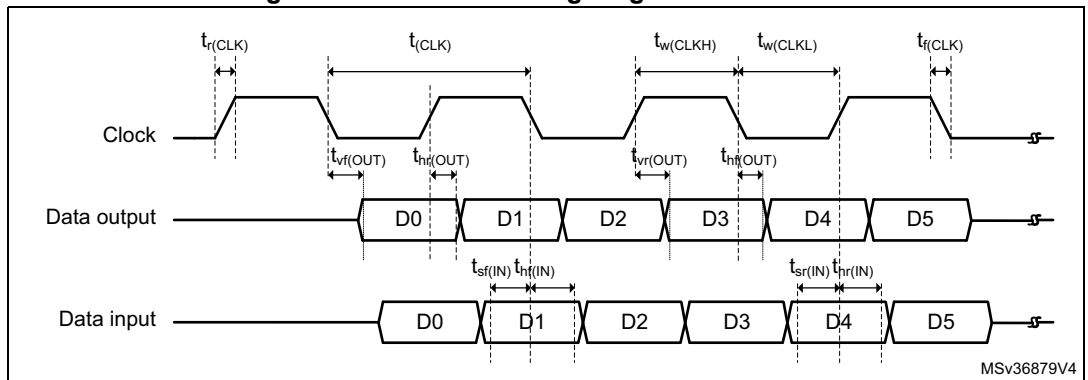 t_r(CLK) t_(CLK) t_w(CLKH) t_w(CLKL) t_f(CLK)
Clock
t_vf(OUT) t_hr(OUT) t_vr(OUT) t_hf(OUT)
Data output D0 D1 D2 D3 D4 D5
t_sf(IN) t_hf(IN) t_sr(IN) t_hr(IN)
Data input D0 D1 D2 D3 D4 D5
MSv36879V4